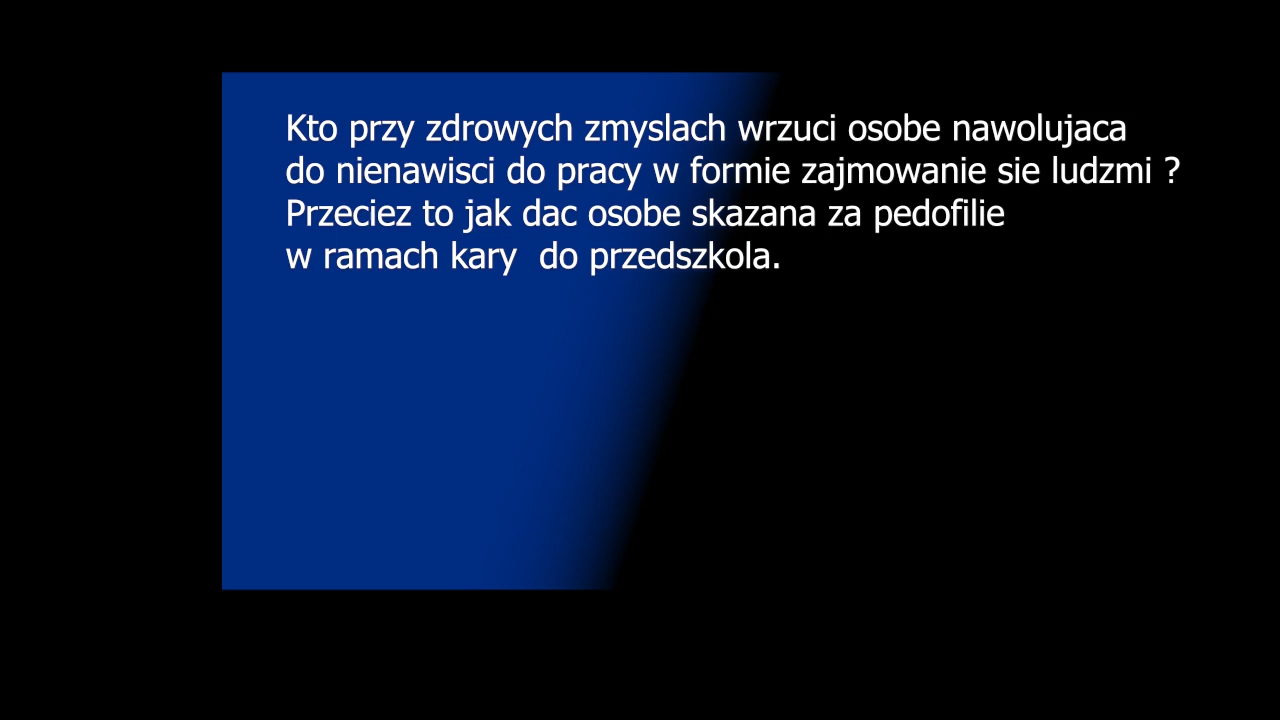 Kto przy zdrowych zmyslach wrzuci osobe nawolujaca
do nienawisci do pracy w formie zajmowanie sie ludzmi ?
Przeciez to jak dac osobe skazana za pedofilie
w ramach kary  do przedszkola.